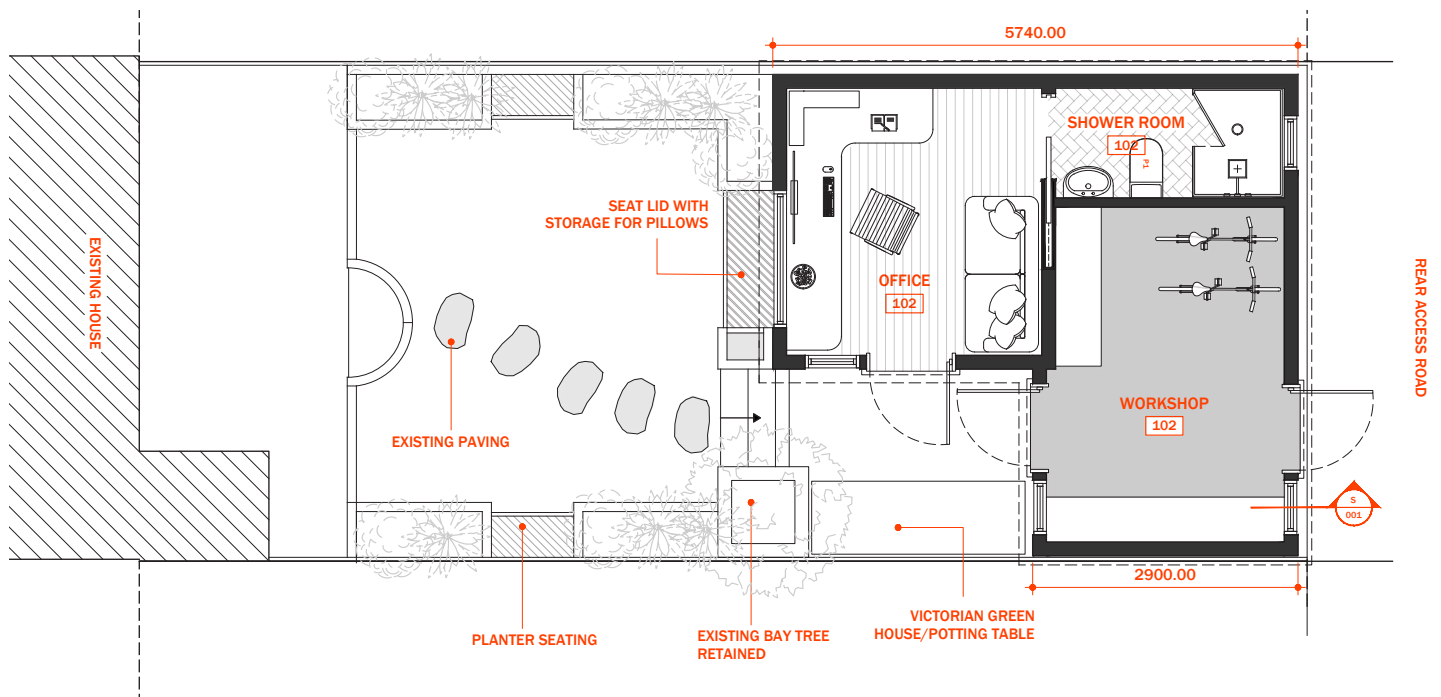 5740.00
SHOWER ROOM
102
P1
SEAT LID WITH
STORAGE FOR PILLOWS
EXISTING HOUSE
OFFICE
102
REAR ACCESS ROAD
WORKSHOP
102
EXISTING PAVING
S
001
2900.00
PLANTER SEATING
EXISTING BAY TREE
RETAINED
VICTORIAN GREEN
HOUSE/POTTING TABLE